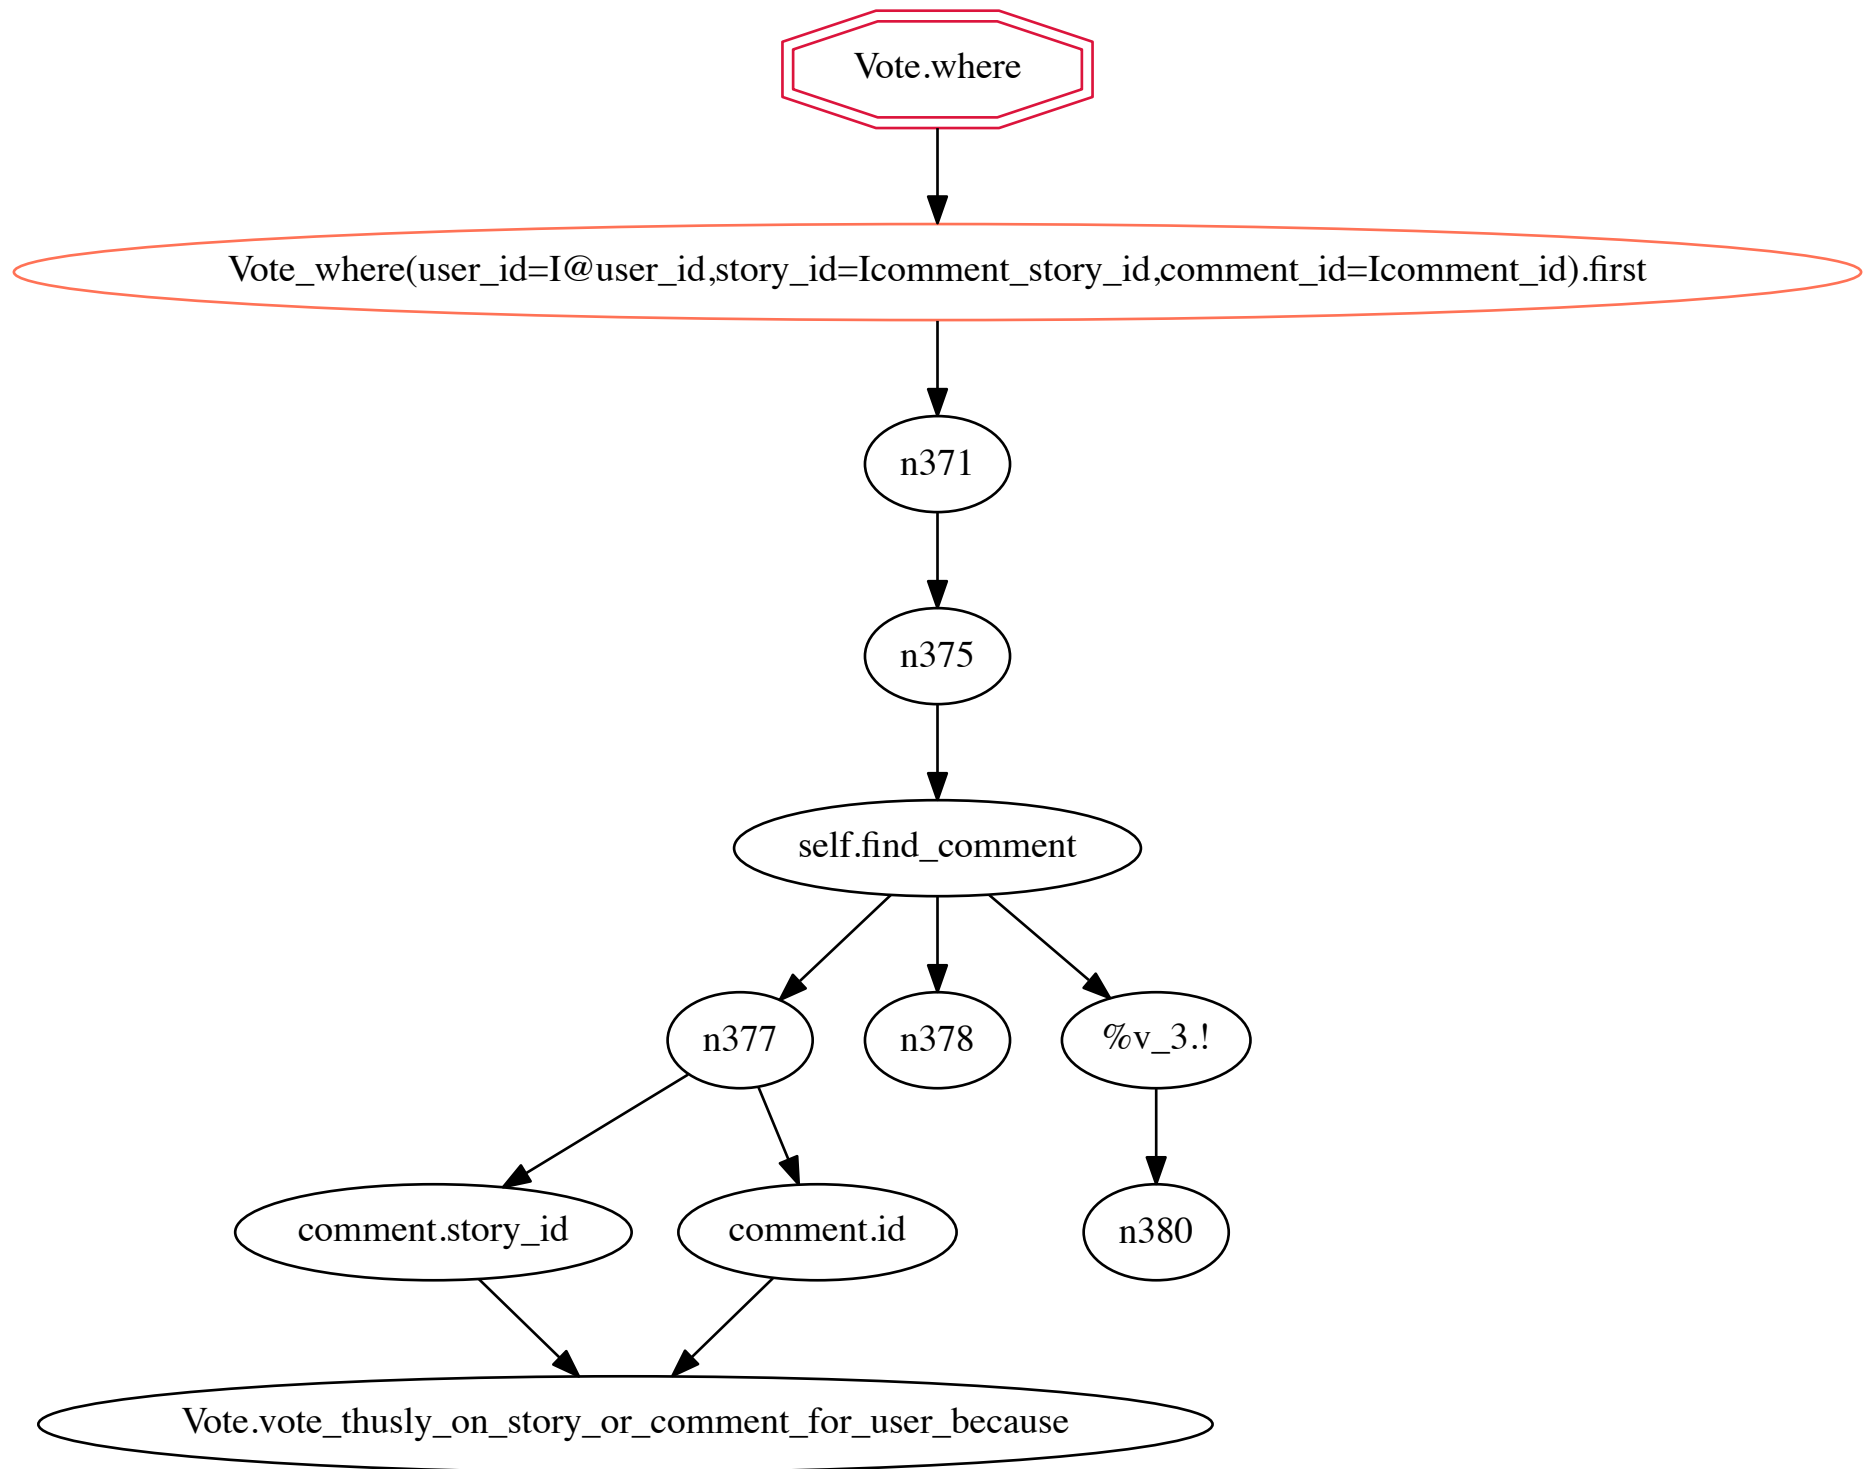 Vote.where
Vote_where(user_id=I@user_id,story_id=Icomment_story_id,comment_id=Icomment_id).first
n371
n375
self.find_comment
n377
n378
%v_3.!
comment.story_id
comment.id
n380
Vote.vote_thusly_on_story_or_comment_for_user_because